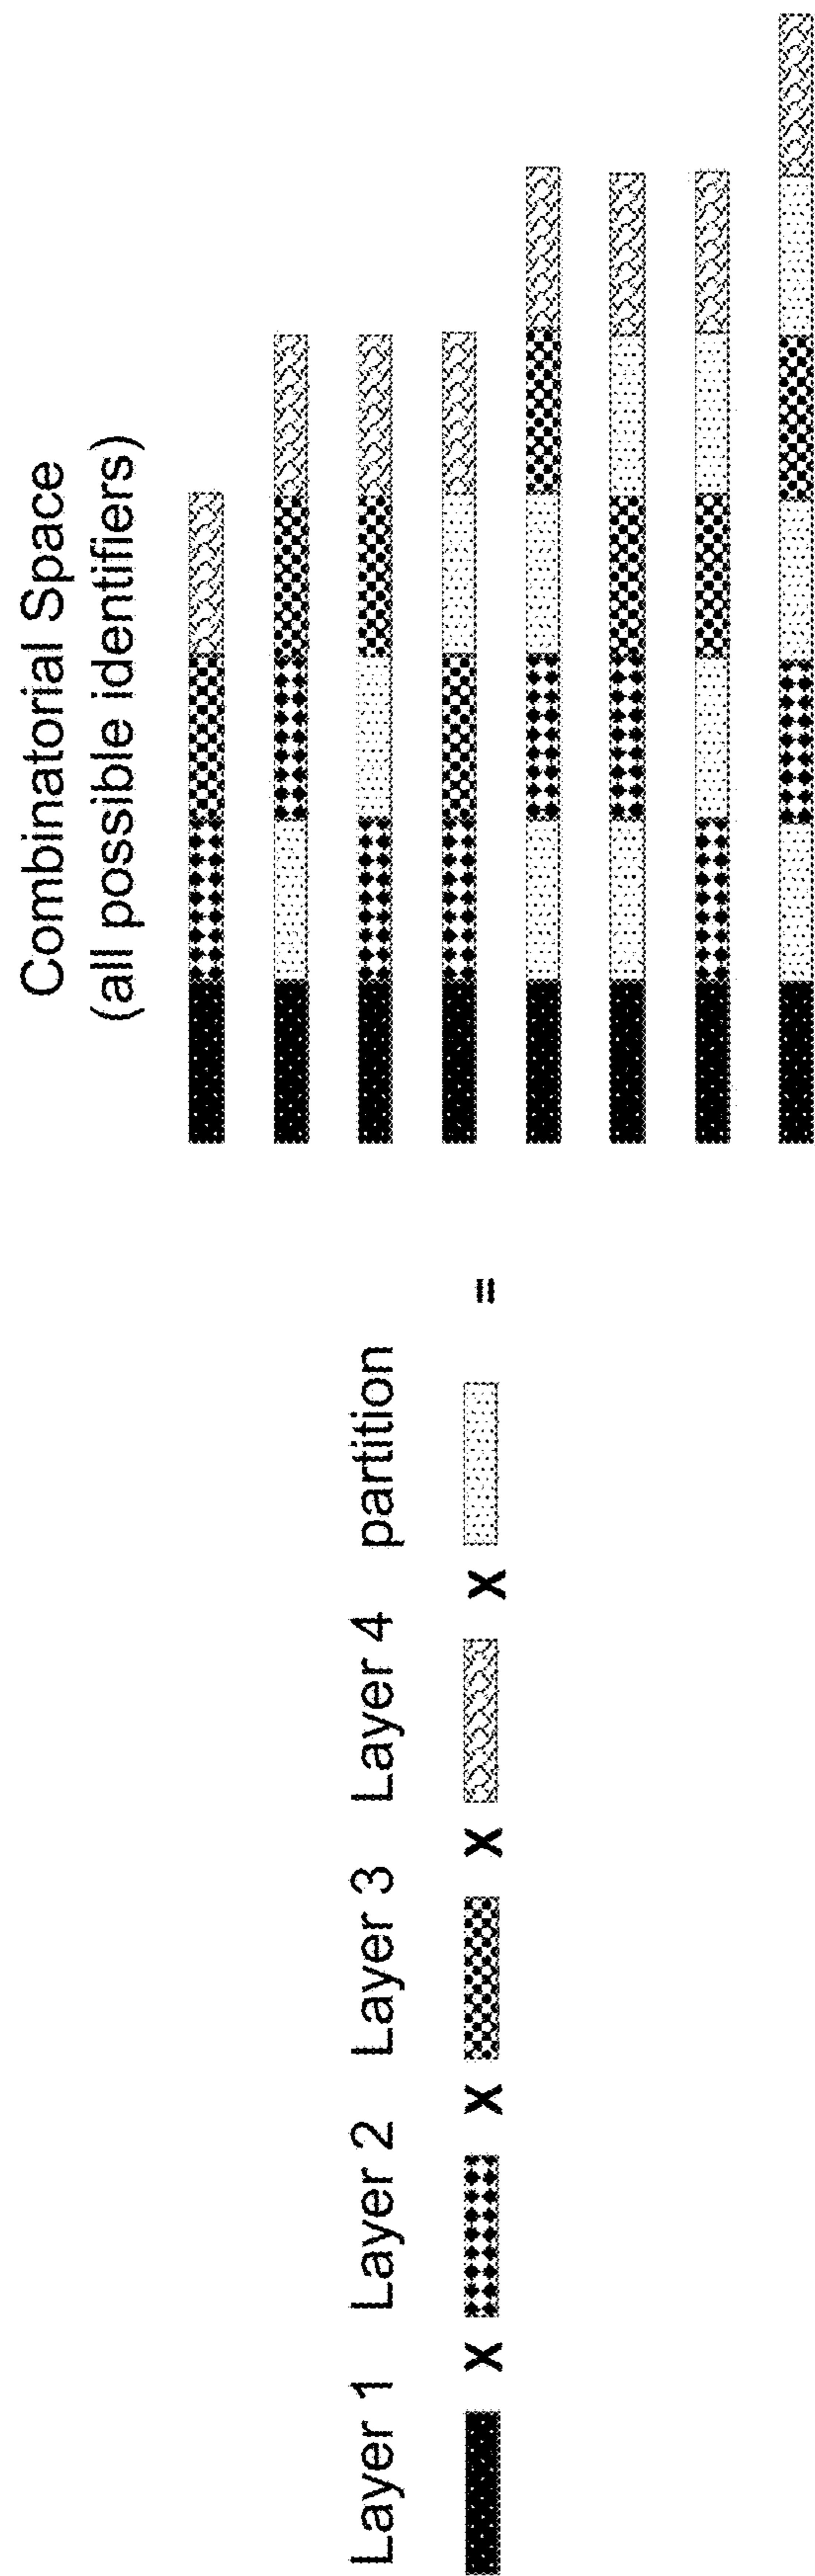 Combinatorial Space
(all possible identifiers)
Layer 1 Layer 2 Layer 3 Layer 4 partition
X X X X =